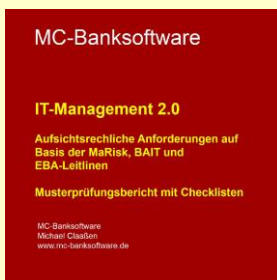 MC-Banksoftware
IT-Management 2.0
Aufsichtsrechliche Anforderungen auf
Basis der MaRisk, BAIT und
EBA-Leitlinen
Musterprüfungsbericht mit Checklisten
MC-Banksoftware
Michael Claaßen
www.mc-banksoftware.de